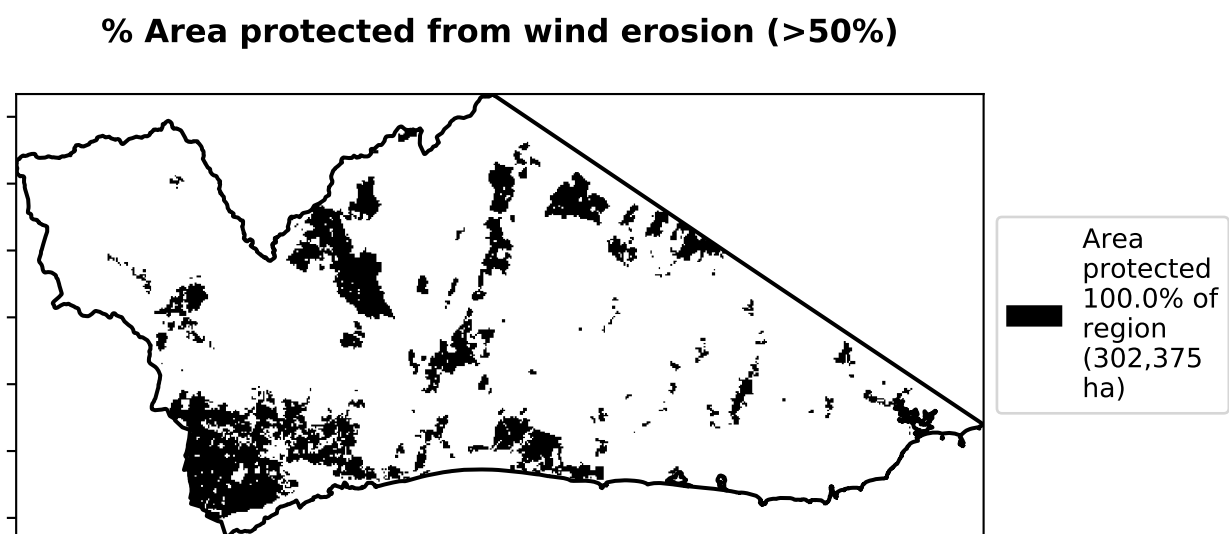 % Area protected from wind erosion (>50%)
Area
protected
100.0% of
region
(302,375
ha)